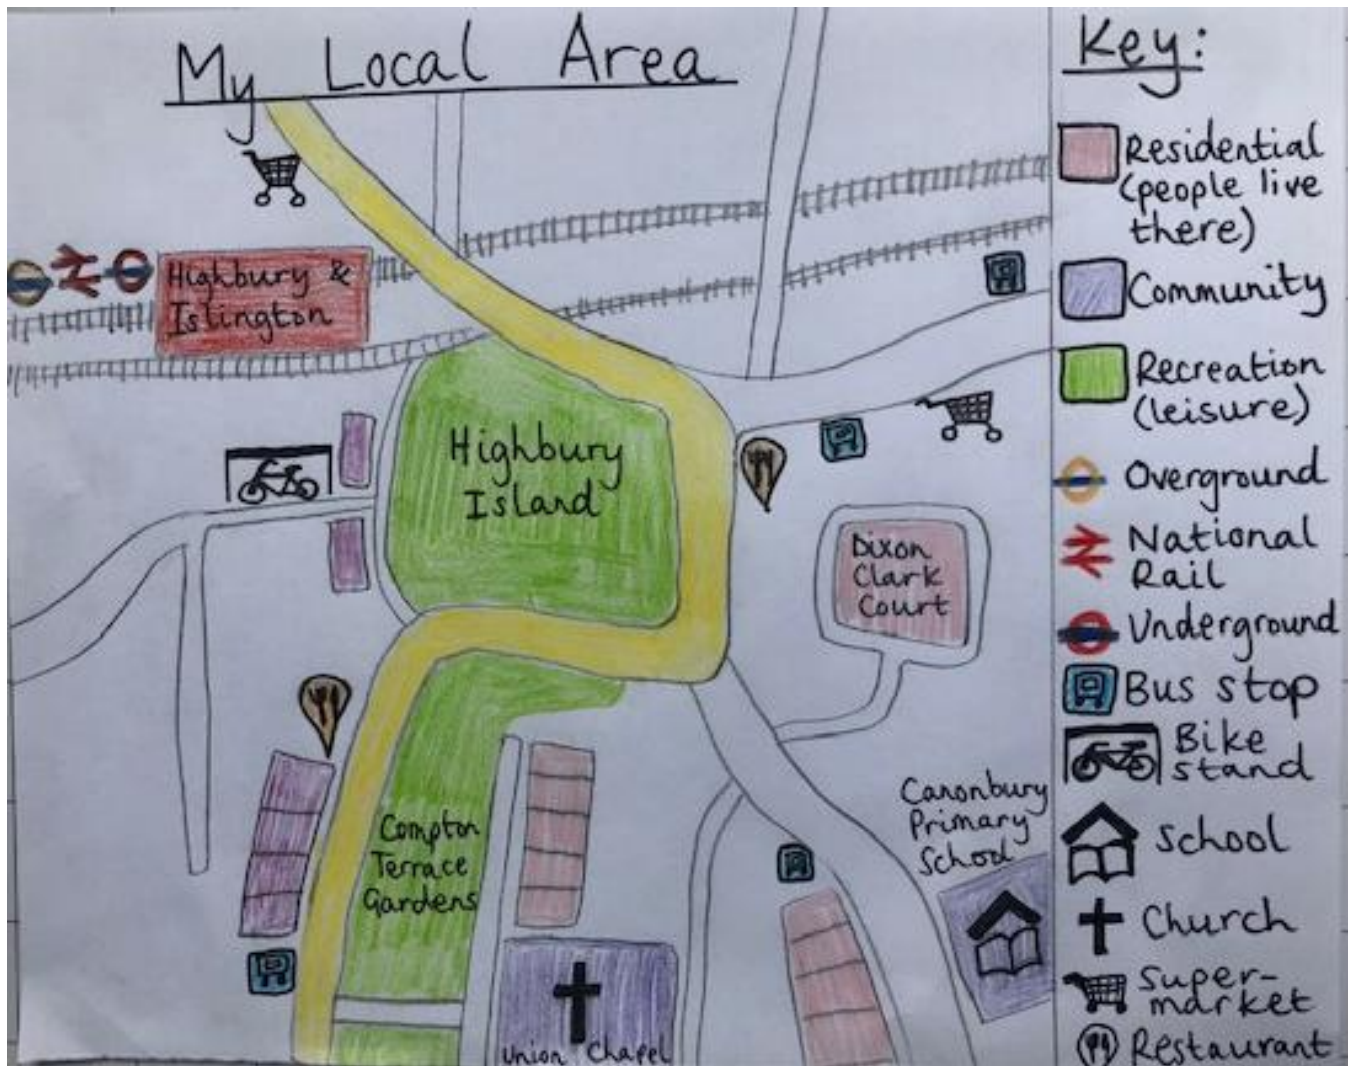 My Local Area
Highbury &
Islington
Highbury
Island
Dixon
Clark
Court
Compton
Terrace
Gardens
Canonbury
Primary
School
Union Chapel
Key:
Residential
(people live
there)
Community
Recreation
(leisure)
Overground
National
Rail
Underground
Bus stop
Bike
stand
School
Church
Super-
market
Restaurant